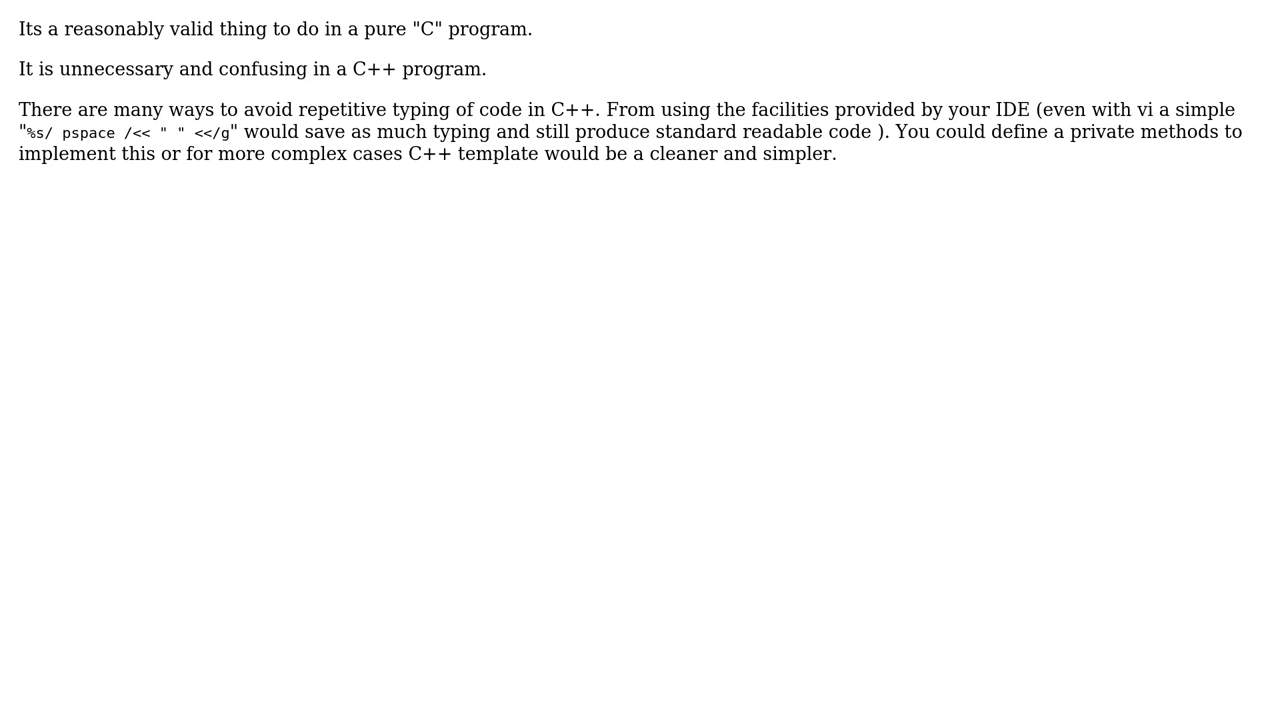 Its a reasonably valid thing to do in a pure "C" program.
It is unnecessary and confusing in a C++ program.
There are many ways to avoid repetitive typing of code in C++. From using the facilities provided by your IDE (even with vi a simple
"%s/ pspace /<< " " <</g" would save as much typing and still produce standard readable code ). You could define a private methods to
implement this or for more complex cases C++ template would be a cleaner and simpler.